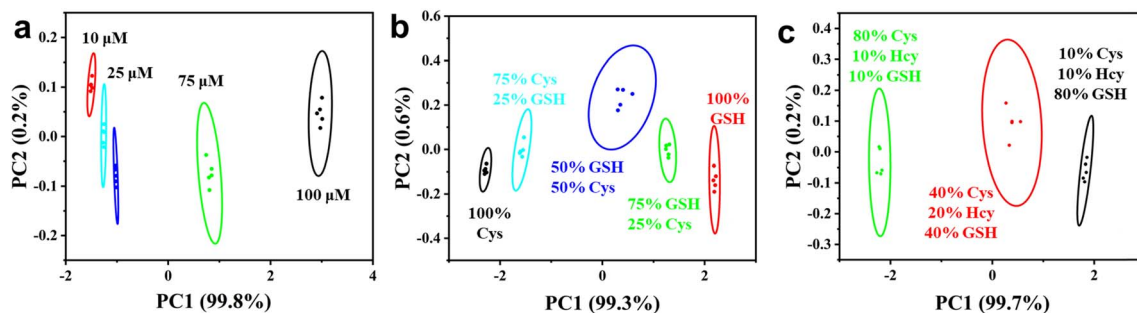 a
0.2
0.1
0.0
-0.1
-0.2
PC2 (0.2%)
10 μM
25 μM
75 μM
100 μM
-2
0
2
4
PC1 (99.8%)
b
0.6
0.4
0.2
0.0
-0.2
-0.4
PC2 (0.6%)
75% Cys
25% GSH
100%
GSH
50% GSH
50% Cys
75% GSH
25% Cys
100%
Cys
-2
0
2
PC1 (99.3%)
c
0.4
0.3
0.2
0.1
0.0
-0.1
-0.2
-0.3
PC2 (0.2%)
80% Cys
10% Hcy
10% GSH
10% Cys
10% Hcy
80% GSH
40% Cys
20% Hcy
40% GSH
-2
0
2
PC1 (99.7%)